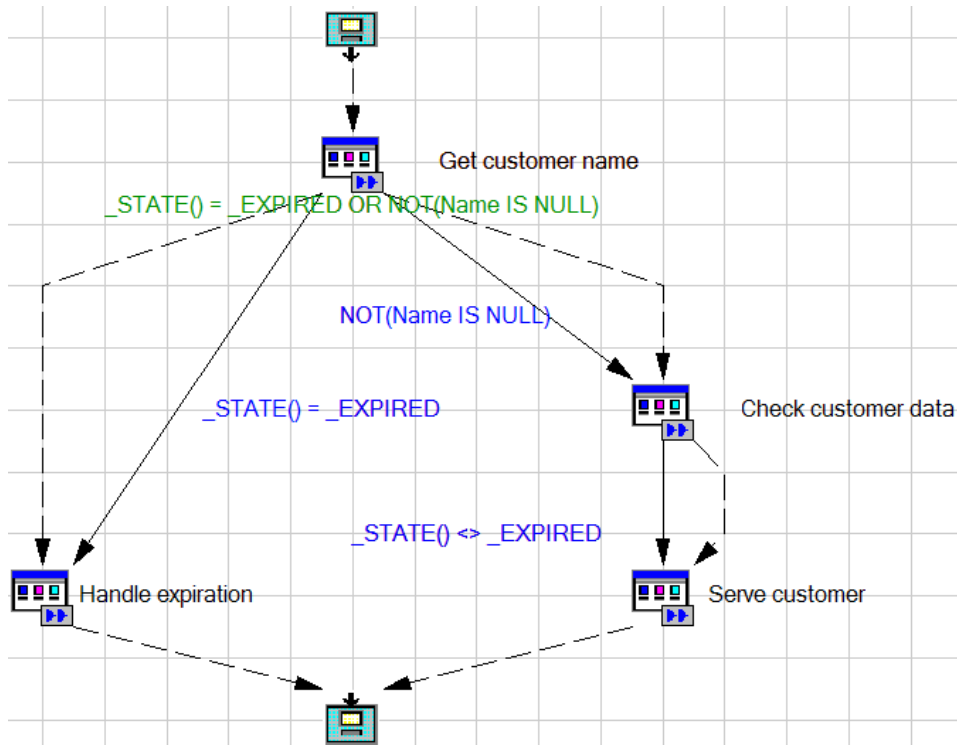 Get customer name
_STATE() = _EXPIRED OR NOT(Name IS NULL)
NOT(Name IS NULL)
_STATE() = _EXPIRED
Check customer data
_STATE() <> _EXPIRED
Handle expiration
Serve customer